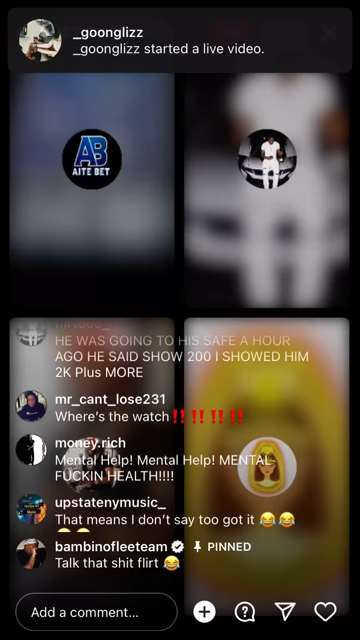 _goonglizz
_goonglizz started a live video.
AB
AITE BET
HE WAS GOING TO HIS SAFE A HOUR
AGO HE SAID SHOW 200 I SHOWED HIM
2K Plus MORE
mr_cant_lose231
Where's the watch‼️‼️‼️‼️
money.rich
Mental Help! Mental Help! MENTAL
FUCKIN HEALTH!!!!
upstatenymusic_
That means I don't say too got it 😂 😂
bambinofleeteam PINNED
Talk that shit flirt 😂
Add a comment...